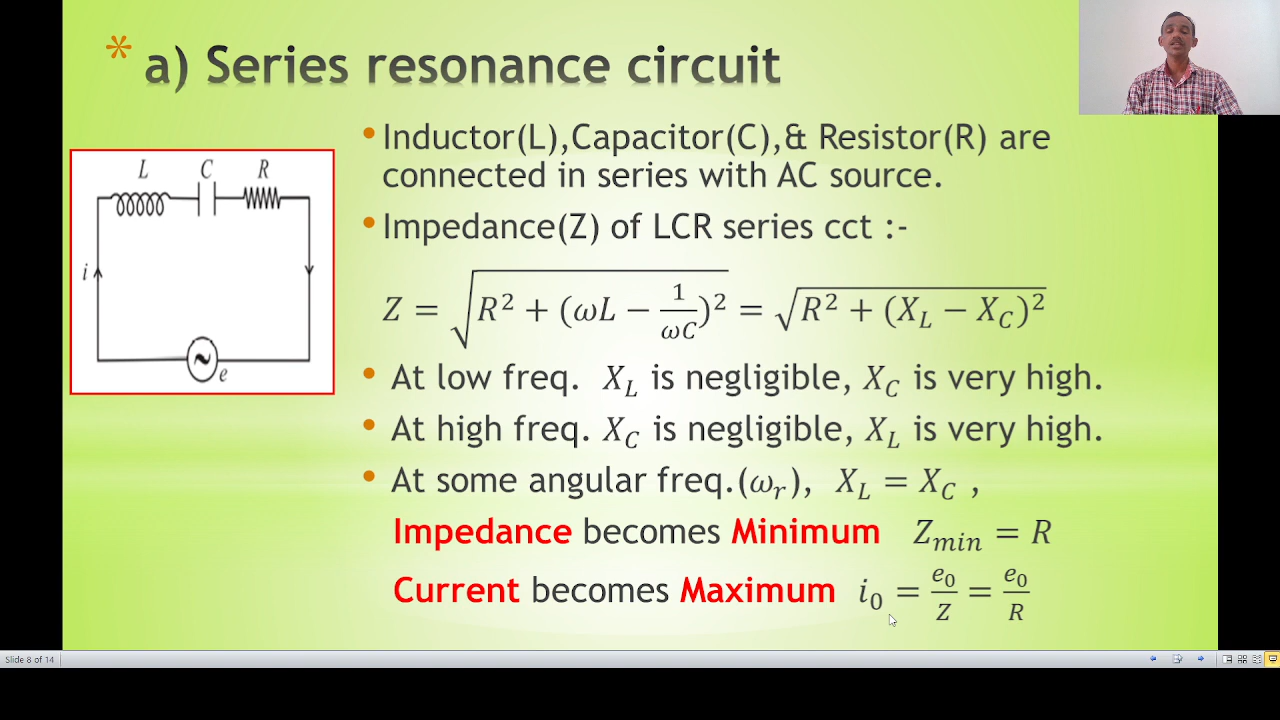 * a) Series resonance circuit
• Inductor(L),Capacitor(C),& Resistor(R) are
connected in series with AC source.
L C R
i
e
• Impedance(Z) of LCR series cct :-
Z = √(R² + (ωL − 1/ωC)²) = √(R² + (X_L − X_C)²)
• At low freq. X_L is negligible, X_C is very high.
• At high freq. X_C is negligible, X_L is very high.
• At some angular freq.(ω_r), X_L = X_C ,
Impedance becomes Minimum Z_min = R
Current becomes Maximum i₀ = e₀/Z = e₀/R
Slide 8 of 14